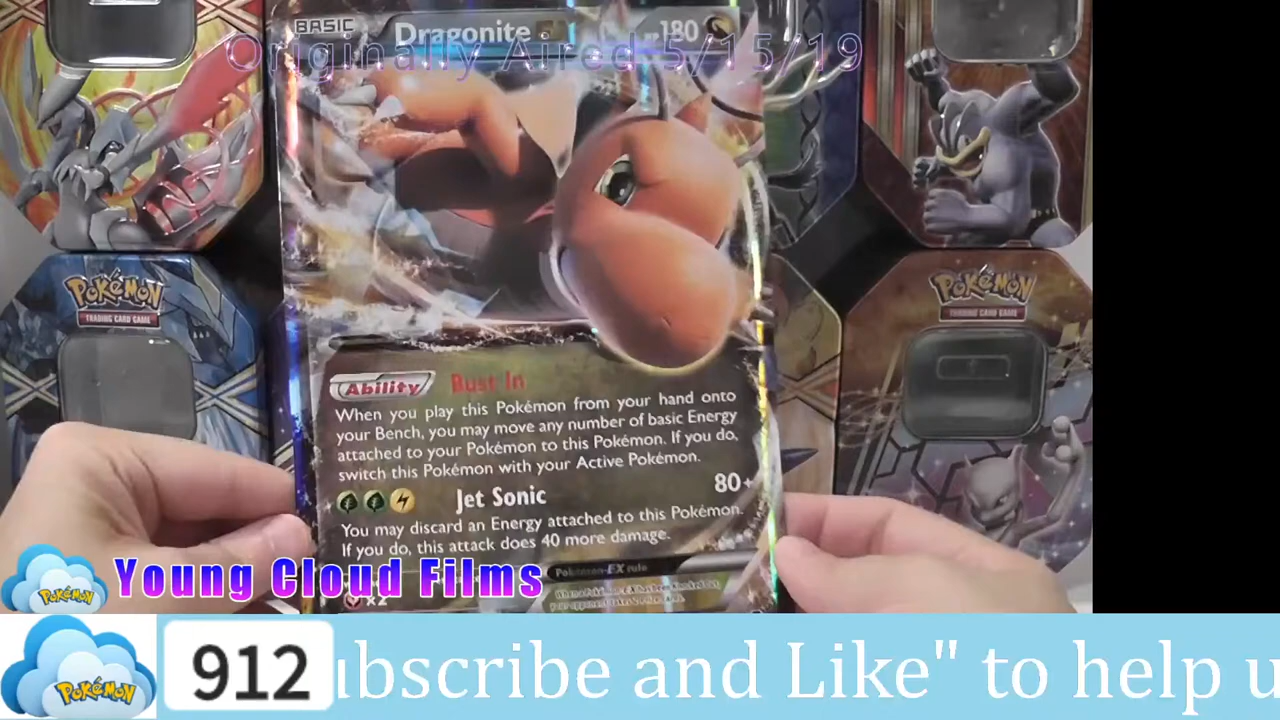 BASIC
Dragonite
180
Originally Aired 5/15/19
POKéMON
TRADING CARD GAME
POKéMON
TRADING CARD GAME
Ability Bust In
When you play this Pokémon from your hand onto
your Bench, you may move any number of basic Energy
attached to your Pokémon to this Pokémon. If you do,
switch this Pokémon with your Active Pokémon.
Jet Sonic 80+
You may discard an Energy attached to this Pokémon.
If you do, this attack does 40 more damage.
Pokémon-EX rule
×2
POKéMON
Young Cloud Films
POKéMON
912
ubscribe and Like" to help u